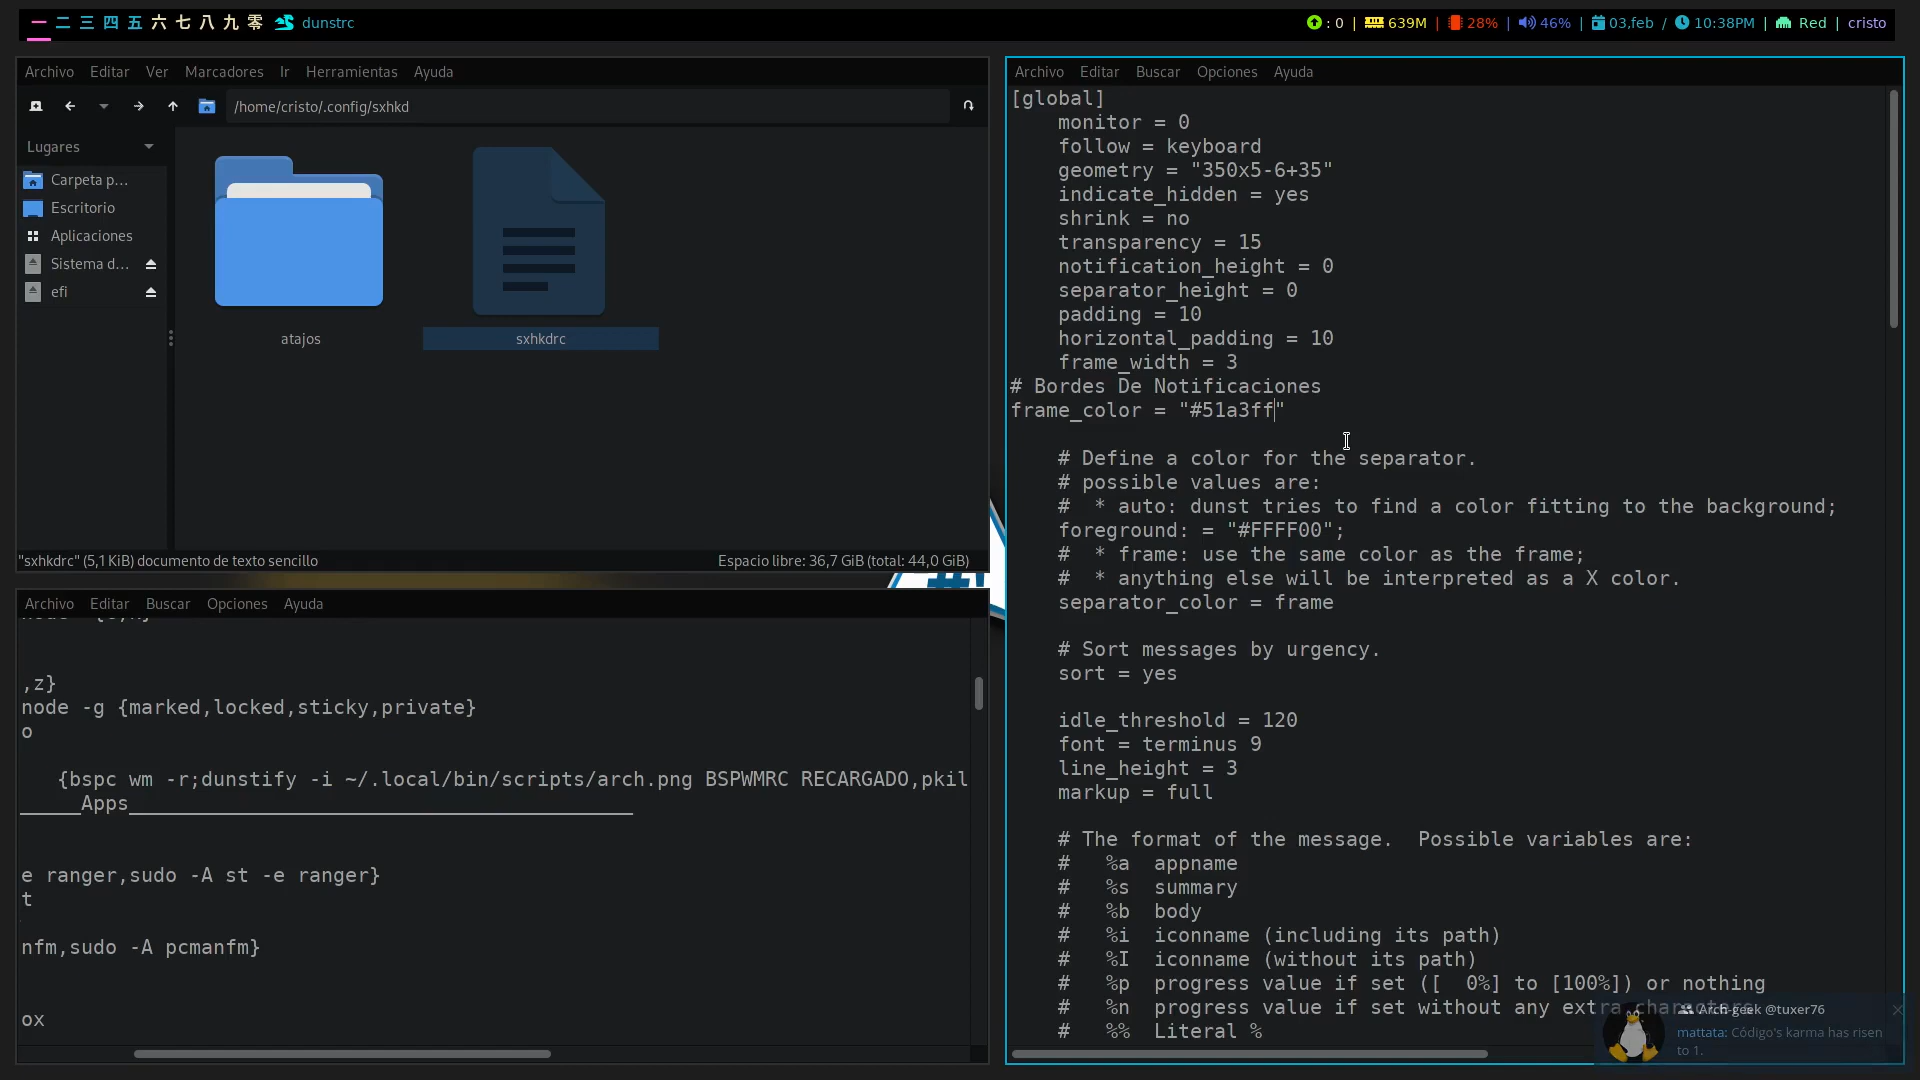 一 二 三 四 五 六 七 八 九 零 dunstrc
: 0 | 639M | 28% | 46% | 03,feb / 10:38PM | Red | cristo
Archivo Editar Ver Marcadores Ir Herramientas Ayuda
/home/cristo/.config/sxhkd
Lugares
Carpeta p...
Escritorio
Aplicaciones
Sistema d...
efi
atajos
sxhkdrc
"sxhkdrc" (5,1 KiB) documento de texto sencillo
Espacio libre: 36,7 GiB (total: 44,0 GiB)
Archivo Editar Buscar Opciones Ayuda
,z}
node -g {marked,locked,sticky,private}
o
{bspc wm -r;dunstify -i ~/.local/bin/scripts/arch.png BSPWMRC RECARGADO,pkil
_____Apps__________________________________________
e ranger,sudo -A st -e ranger}
t
nfm,sudo -A pcmanfm}
ox
Archivo Editar Buscar Opciones Ayuda
[global]
    monitor = 0
    follow = keyboard
    geometry = "350x5-6+35"
    indicate_hidden = yes
    shrink = no
    transparency = 15
    notification_height = 0
    separator_height = 0
    padding = 10
    horizontal_padding = 10
    frame_width = 3
# Bordes De Notificaciones
frame_color = "#51a3ff"
    # Define a color for the separator.
    # possible values are:
    #  * auto: dunst tries to find a color fitting to the background;
    foreground: = "#FFFF00";
    #  * frame: use the same color as the frame;
    #  * anything else will be interpreted as a X color.
    separator_color = frame
    # Sort messages by urgency.
    sort = yes
    idle_threshold = 120
    font = terminus 9
    line_height = 3
    markup = full
    # The format of the message.  Possible variables are:
    #   %a  appname
    #   %s  summary
    #   %b  body
    #   %i  iconname (including its path)
    #   %I  iconname (without its path)
    #   %p  progress value if set ([  0%] to [100%]) or nothing
    #   %n  progress value if set without any extra characters
    #   %%  Literal %
Arch-geek @tuxer76
mattata: Código's karma has risen
to 1.